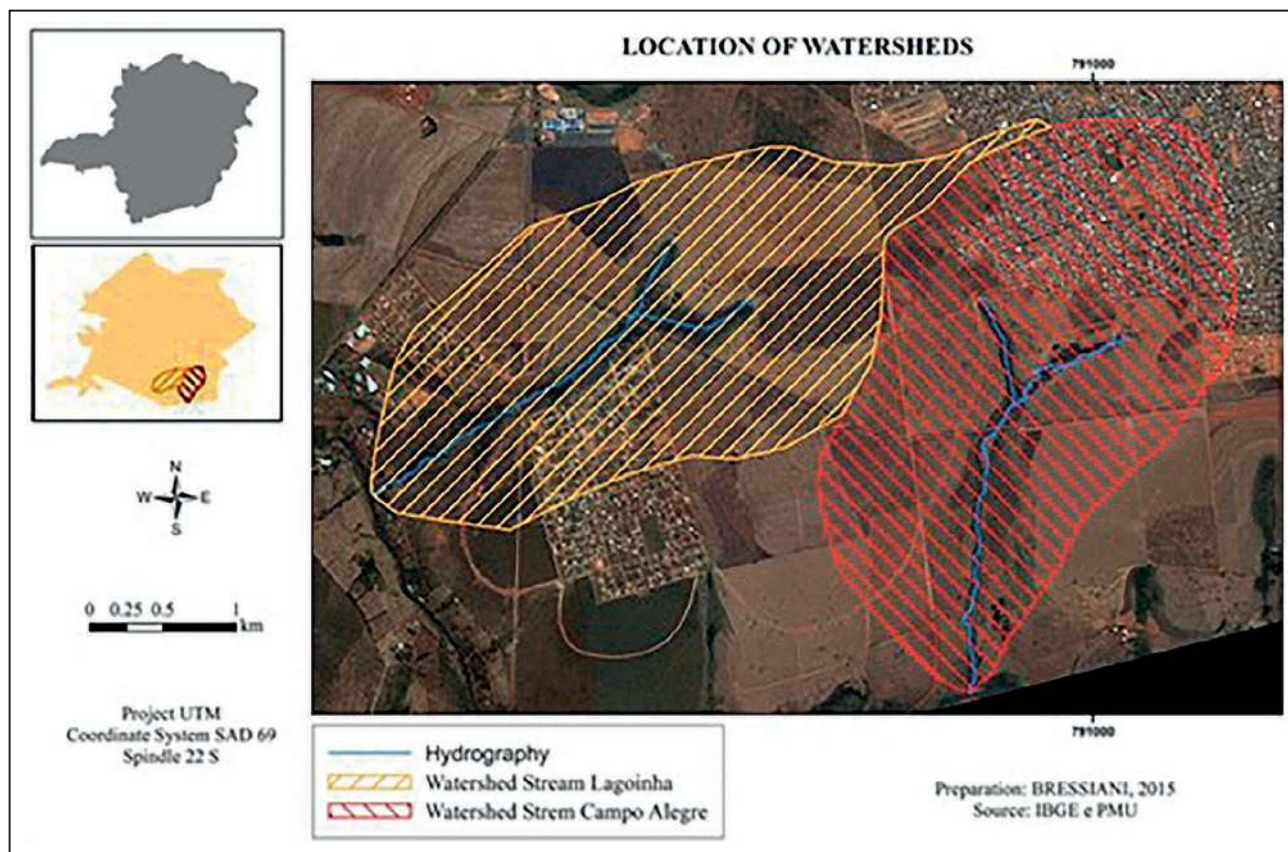 LOCATION OF WATERSHEDS
791000
N
W E
S
0 0.25 0.5 1
km
Project UTM
Coordinate System SAD 69
Spindle 22 S
Hydrography
Watershed Stream Lagoinha
Watershed Strem Campo Alegre
791000
Preparation: BRESSIANI, 2015
Source: IBGE e PMU